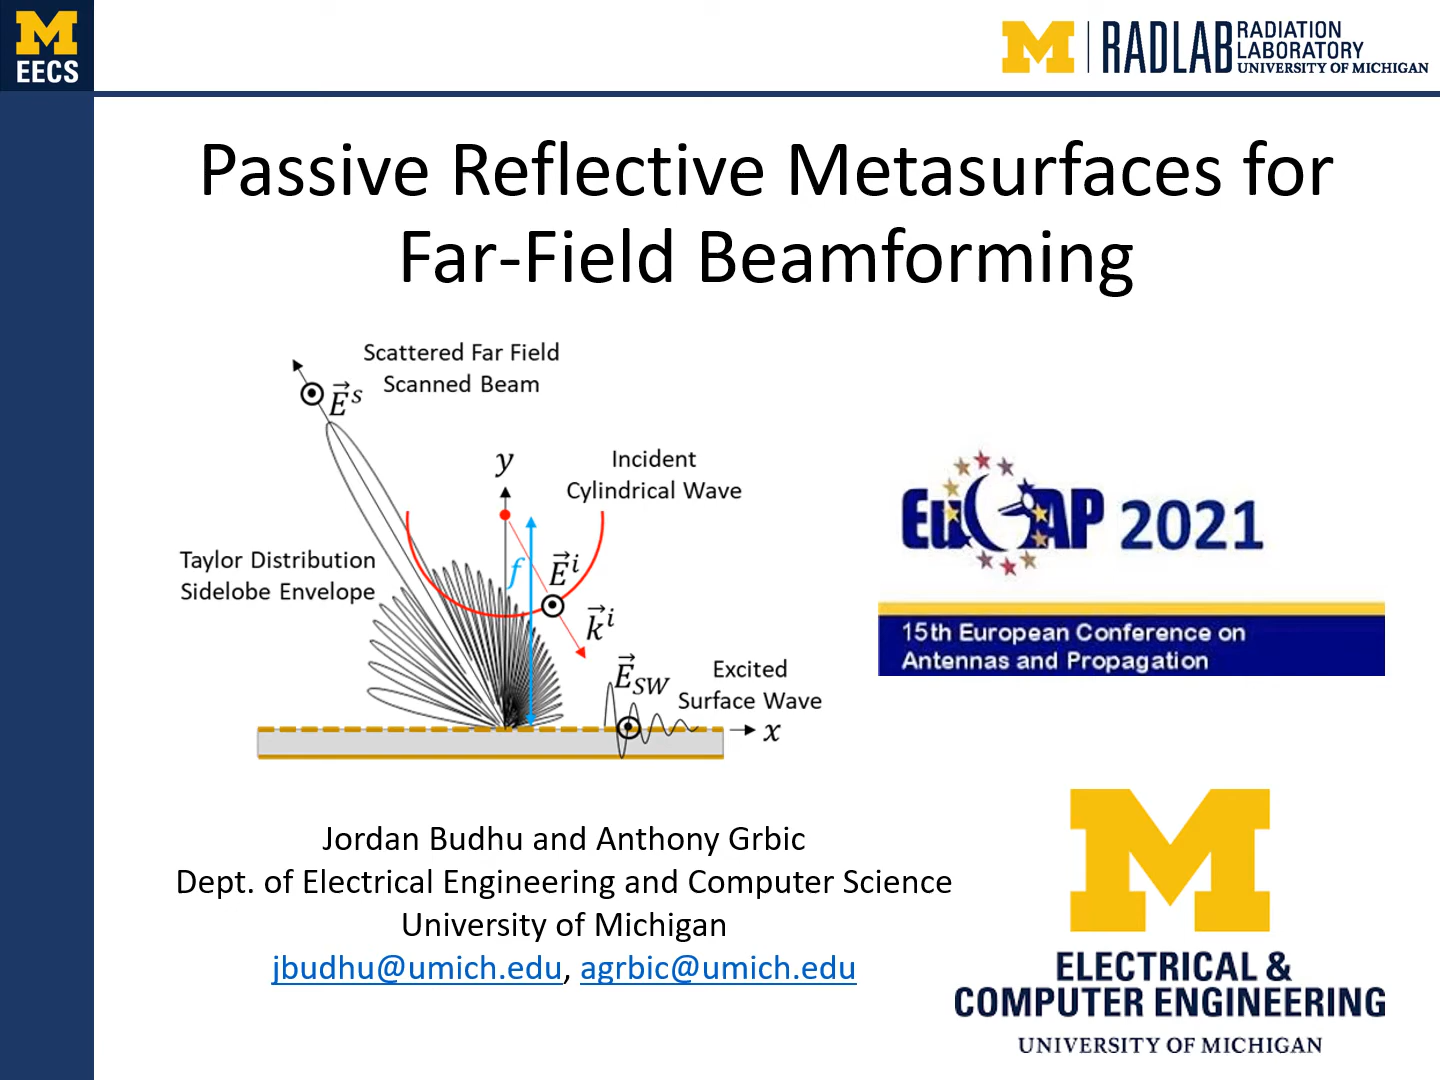 M
EECS
M RADLAB RADIATION
LABORATORY
UNIVERSITY OF MICHIGAN
Passive Reflective Metasurfaces for
Far-Field Beamforming
Scattered Far Field
Scanned Beam
E⃗ˢ
y
Incident
Cylindrical Wave
Taylor Distribution
Sidelobe Envelope
f
E⃗ⁱ
k⃗ⁱ
E⃗SW
Excited
Surface Wave
x
EuCAP 2021
15th European Conference on
Antennas and Propagation
Jordan Budhu and Anthony Grbic
Dept. of Electrical Engineering and Computer Science
University of Michigan
jbudhu@umich.edu, agrbic@umich.edu
M
ELECTRICAL &
COMPUTER ENGINEERING
UNIVERSITY OF MICHIGAN